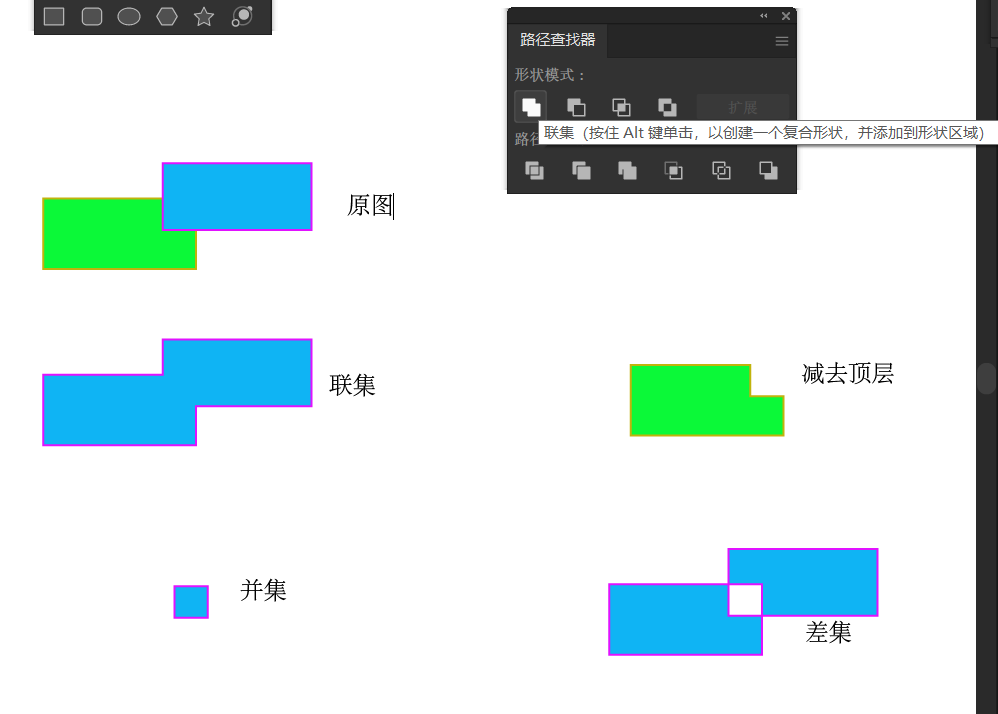 路径查找器
形状模式：
扩展
联集（按住 Alt 键单击，以创建一个复合形状，并添加到形状区域）
路径
原图
联集
减去顶层
并集
差集